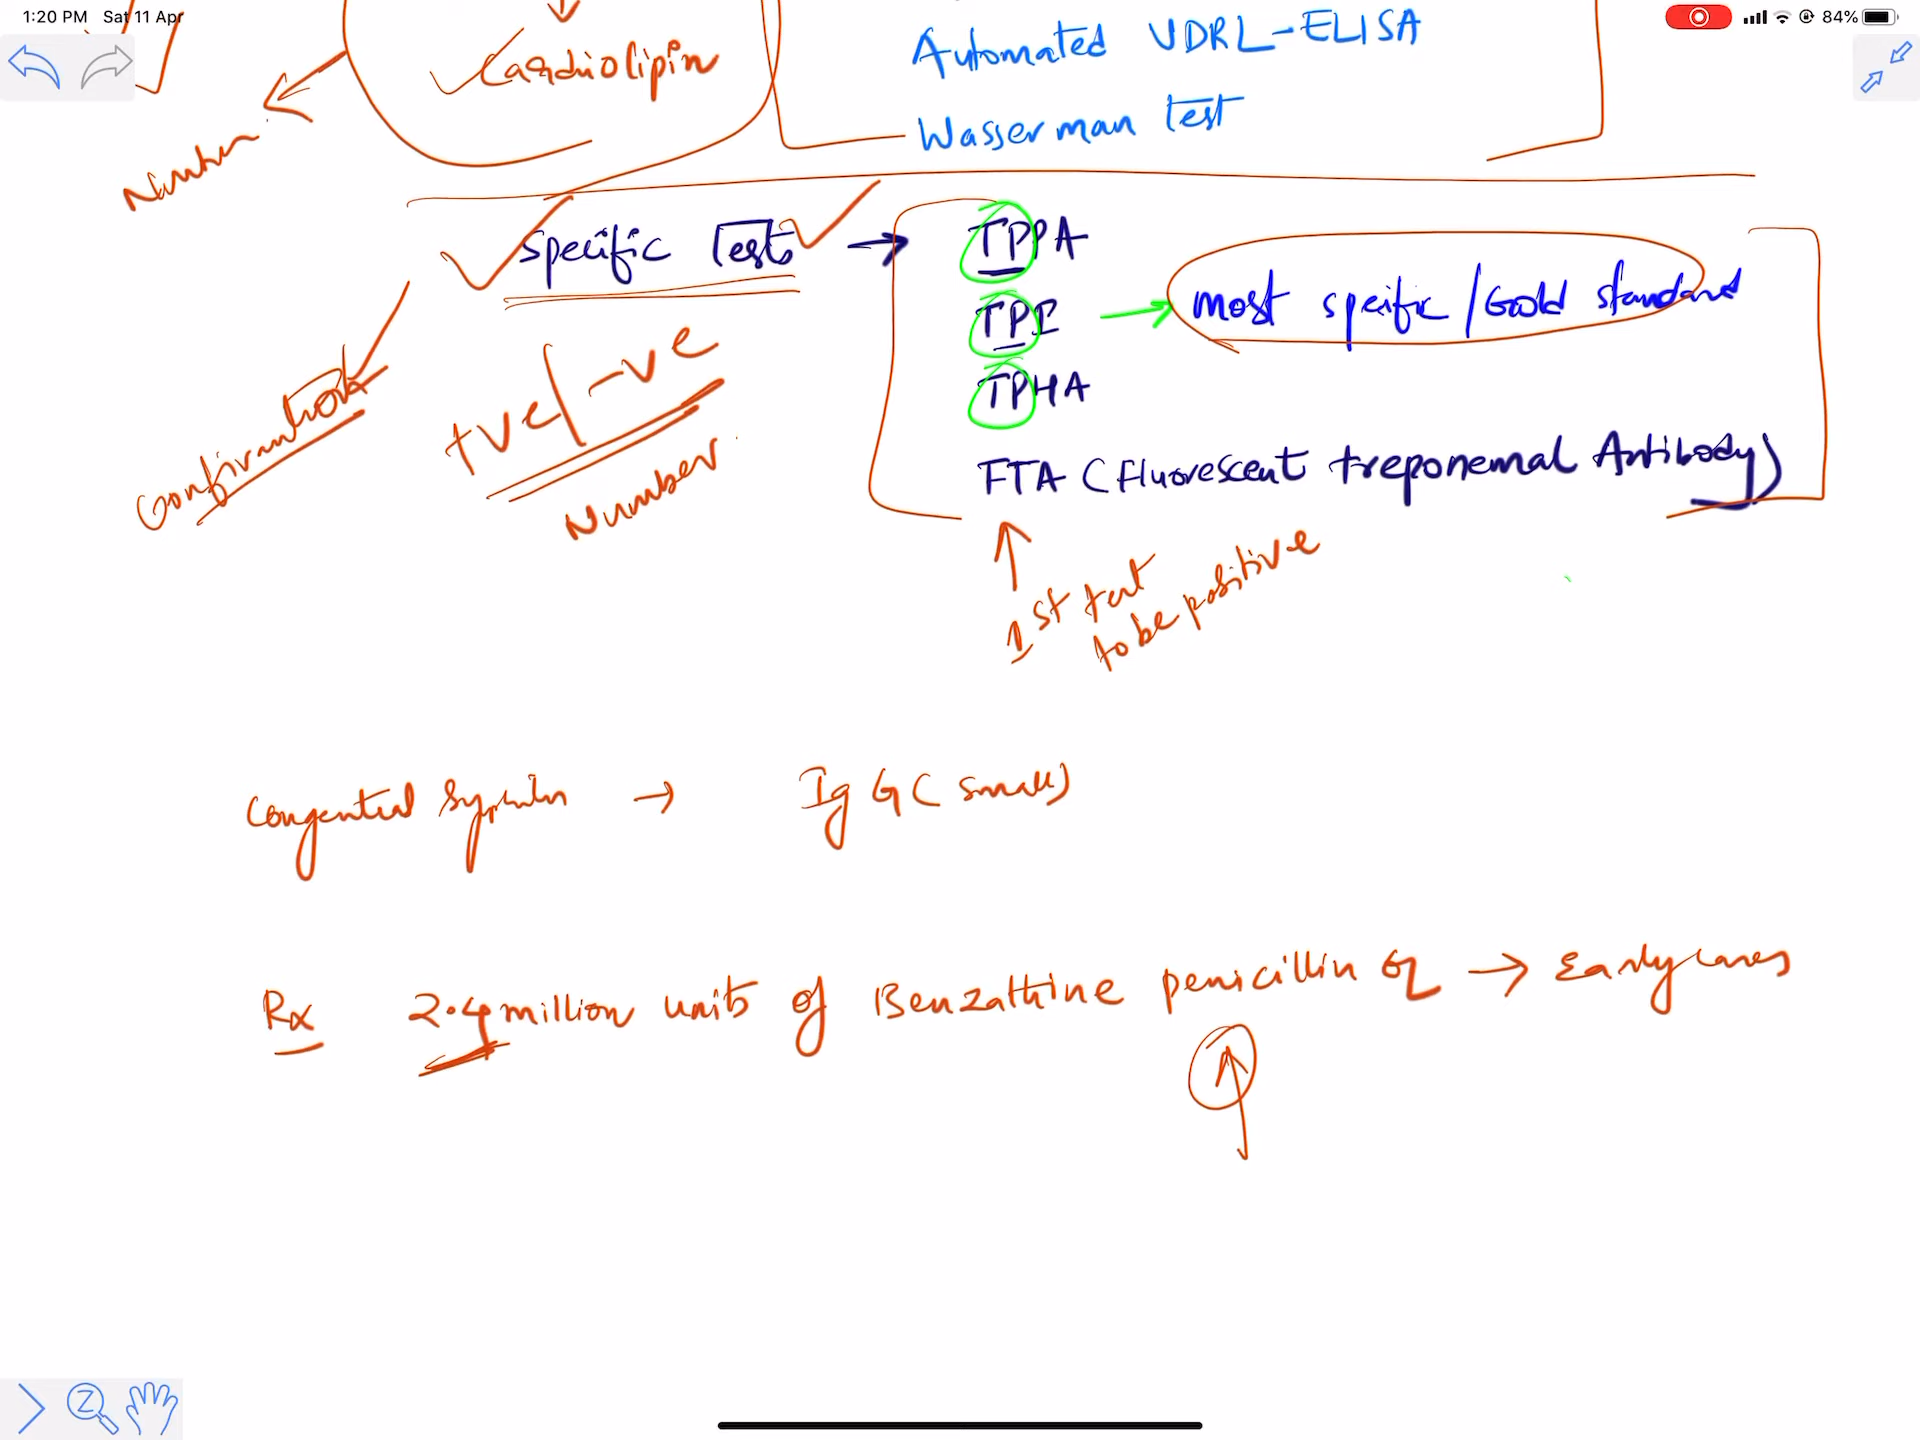 1:20 PM Sat 11 Apr
84%
Cardiolipin
Automated VDRL-ELISA
Wasserman Test
Number
Specific Tests → TPPA
TPI → most specific / Gold standard
TPHA
FTA (Fluorescent treponemal Antibody)
Confirmation
+ve/-ve
Number
1st test
to be positive
Congential Syphilis → IgG (small)
Rx 2.4 million units of Benzathine penicillin G → Early cases